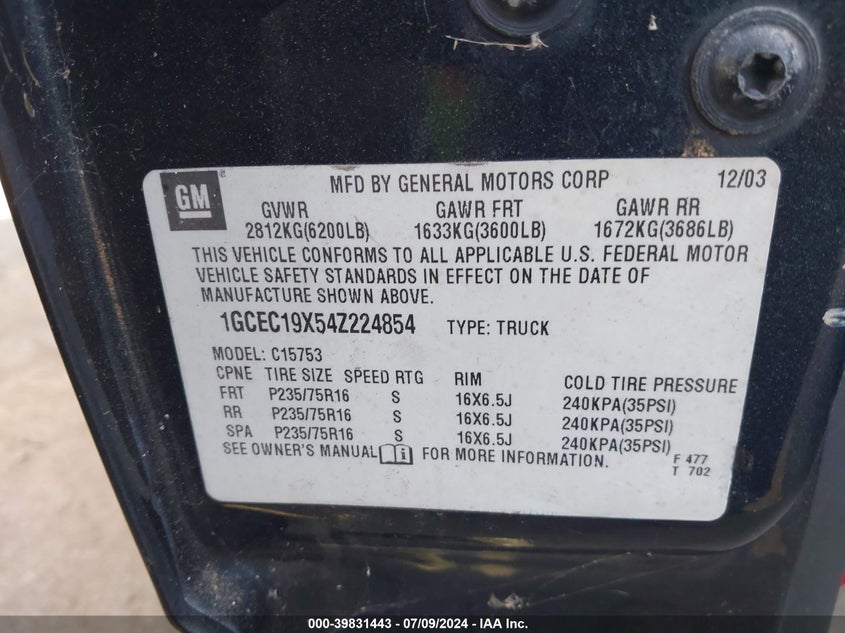 GM
MFD BY GENERAL MOTORS CORP 12/03
GVWR GAWR FRT GAWR RR
2812KG(6200LB) 1633KG(3600LB) 1672KG(3686LB)
THIS VEHICLE CONFORMS TO ALL APPLICABLE U.S. FEDERAL MOTOR
VEHICLE SAFETY STANDARDS IN EFFECT ON THE DATE OF
MANUFACTURE SHOWN ABOVE.
1GCEC19X54Z224854 TYPE: TRUCK
MODEL: C15753
CPNE TIRE SIZE SPEED RTG RIM COLD TIRE PRESSURE
FRT P235/75R16 S 16X6.5J 240KPA(35PSI)
RR P235/75R16 S 16X6.5J 240KPA(35PSI)
SPA P235/75R16 S 16X6.5J 240KPA(35PSI)
SEE OWNER'S MANUAL FOR MORE INFORMATION.
F 477
T 702
000-39831443 / 07/09/2024 - IAA Inc.